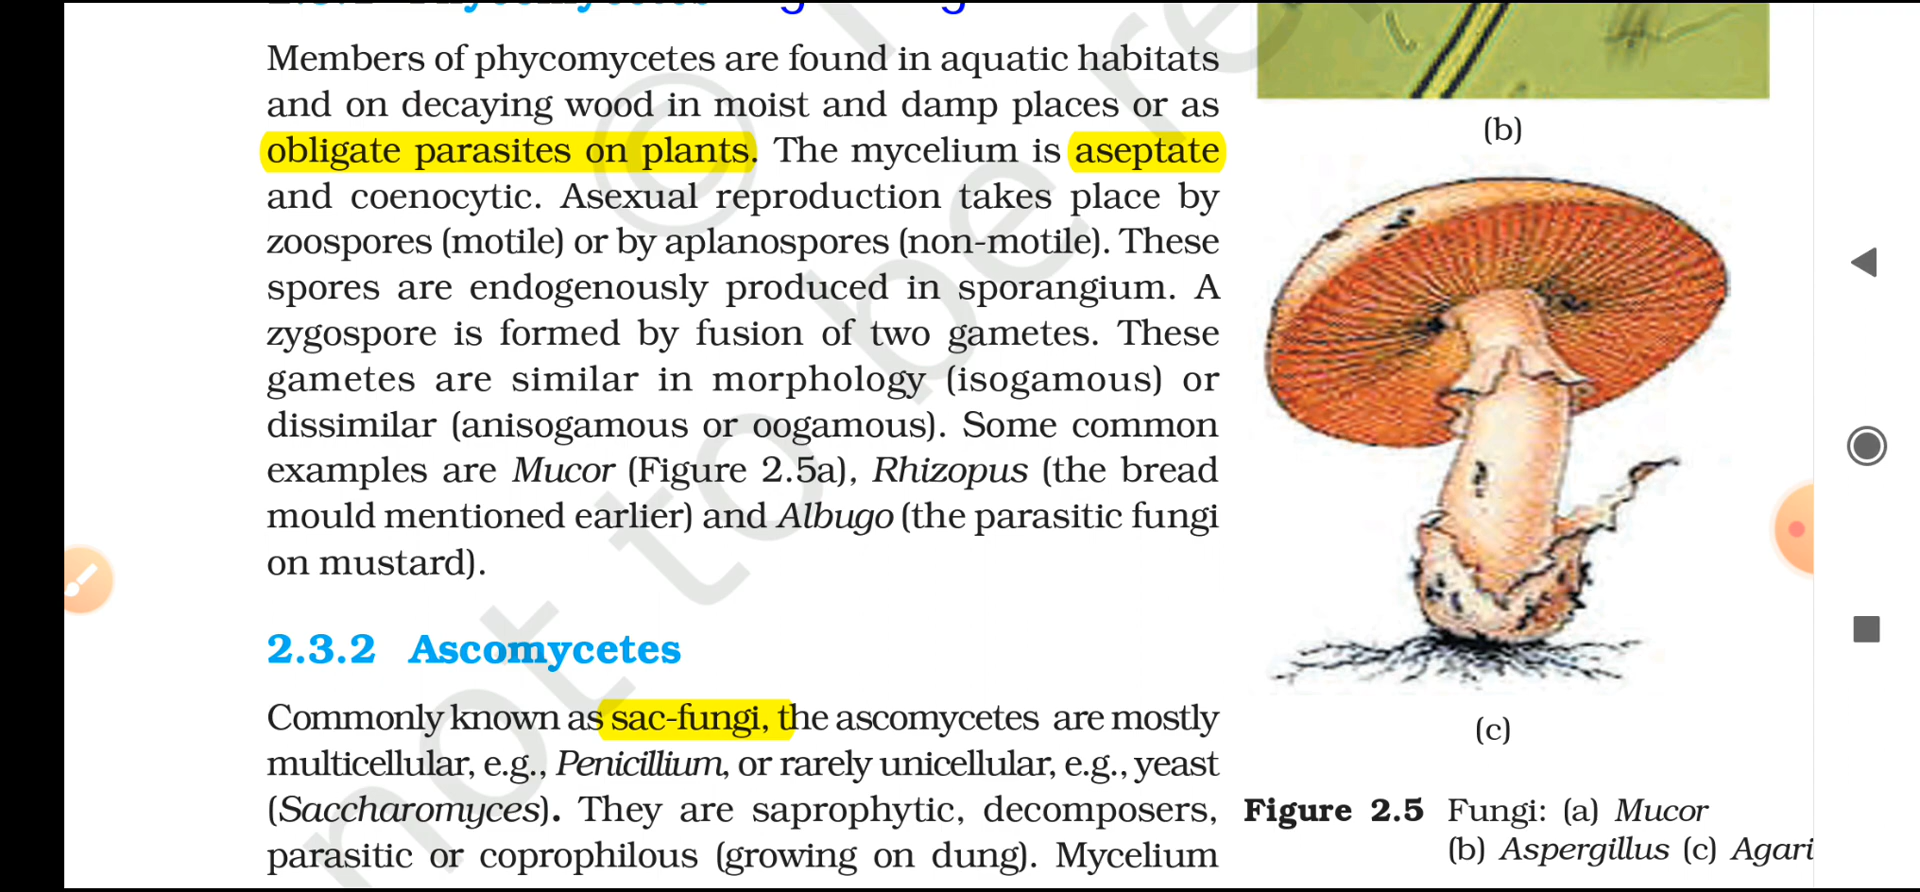 Members of phycomycetes are found in aquatic habitats
and on decaying wood in moist and damp places or as
obligate parasites on plants. The mycelium is aseptate
and coenocytic. Asexual reproduction takes place by
zoospores (motile) or by aplanospores (non-motile). These
spores are endogenously produced in sporangium. A
zygospore is formed by fusion of two gametes. These
gametes are similar in morphology (isogamous) or
dissimilar (anisogamous or oogamous). Some common
examples are Mucor (Figure 2.5a), Rhizopus (the bread
mould mentioned earlier) and Albugo (the parasitic fungi
on mustard).
2.3.2 Ascomycetes
Commonly known as sac-fungi, the ascomycetes are mostly
multicellular, e.g., Penicillium, or rarely unicellular, e.g., yeast
(Saccharomyces). They are saprophytic, decomposers,
parasitic or coprophilous (growing on dung). Mycelium
(b)
(c)
Figure 2.5 Fungi: (a) Mucor
(b) Aspergillus (c) Agari
© not to be re